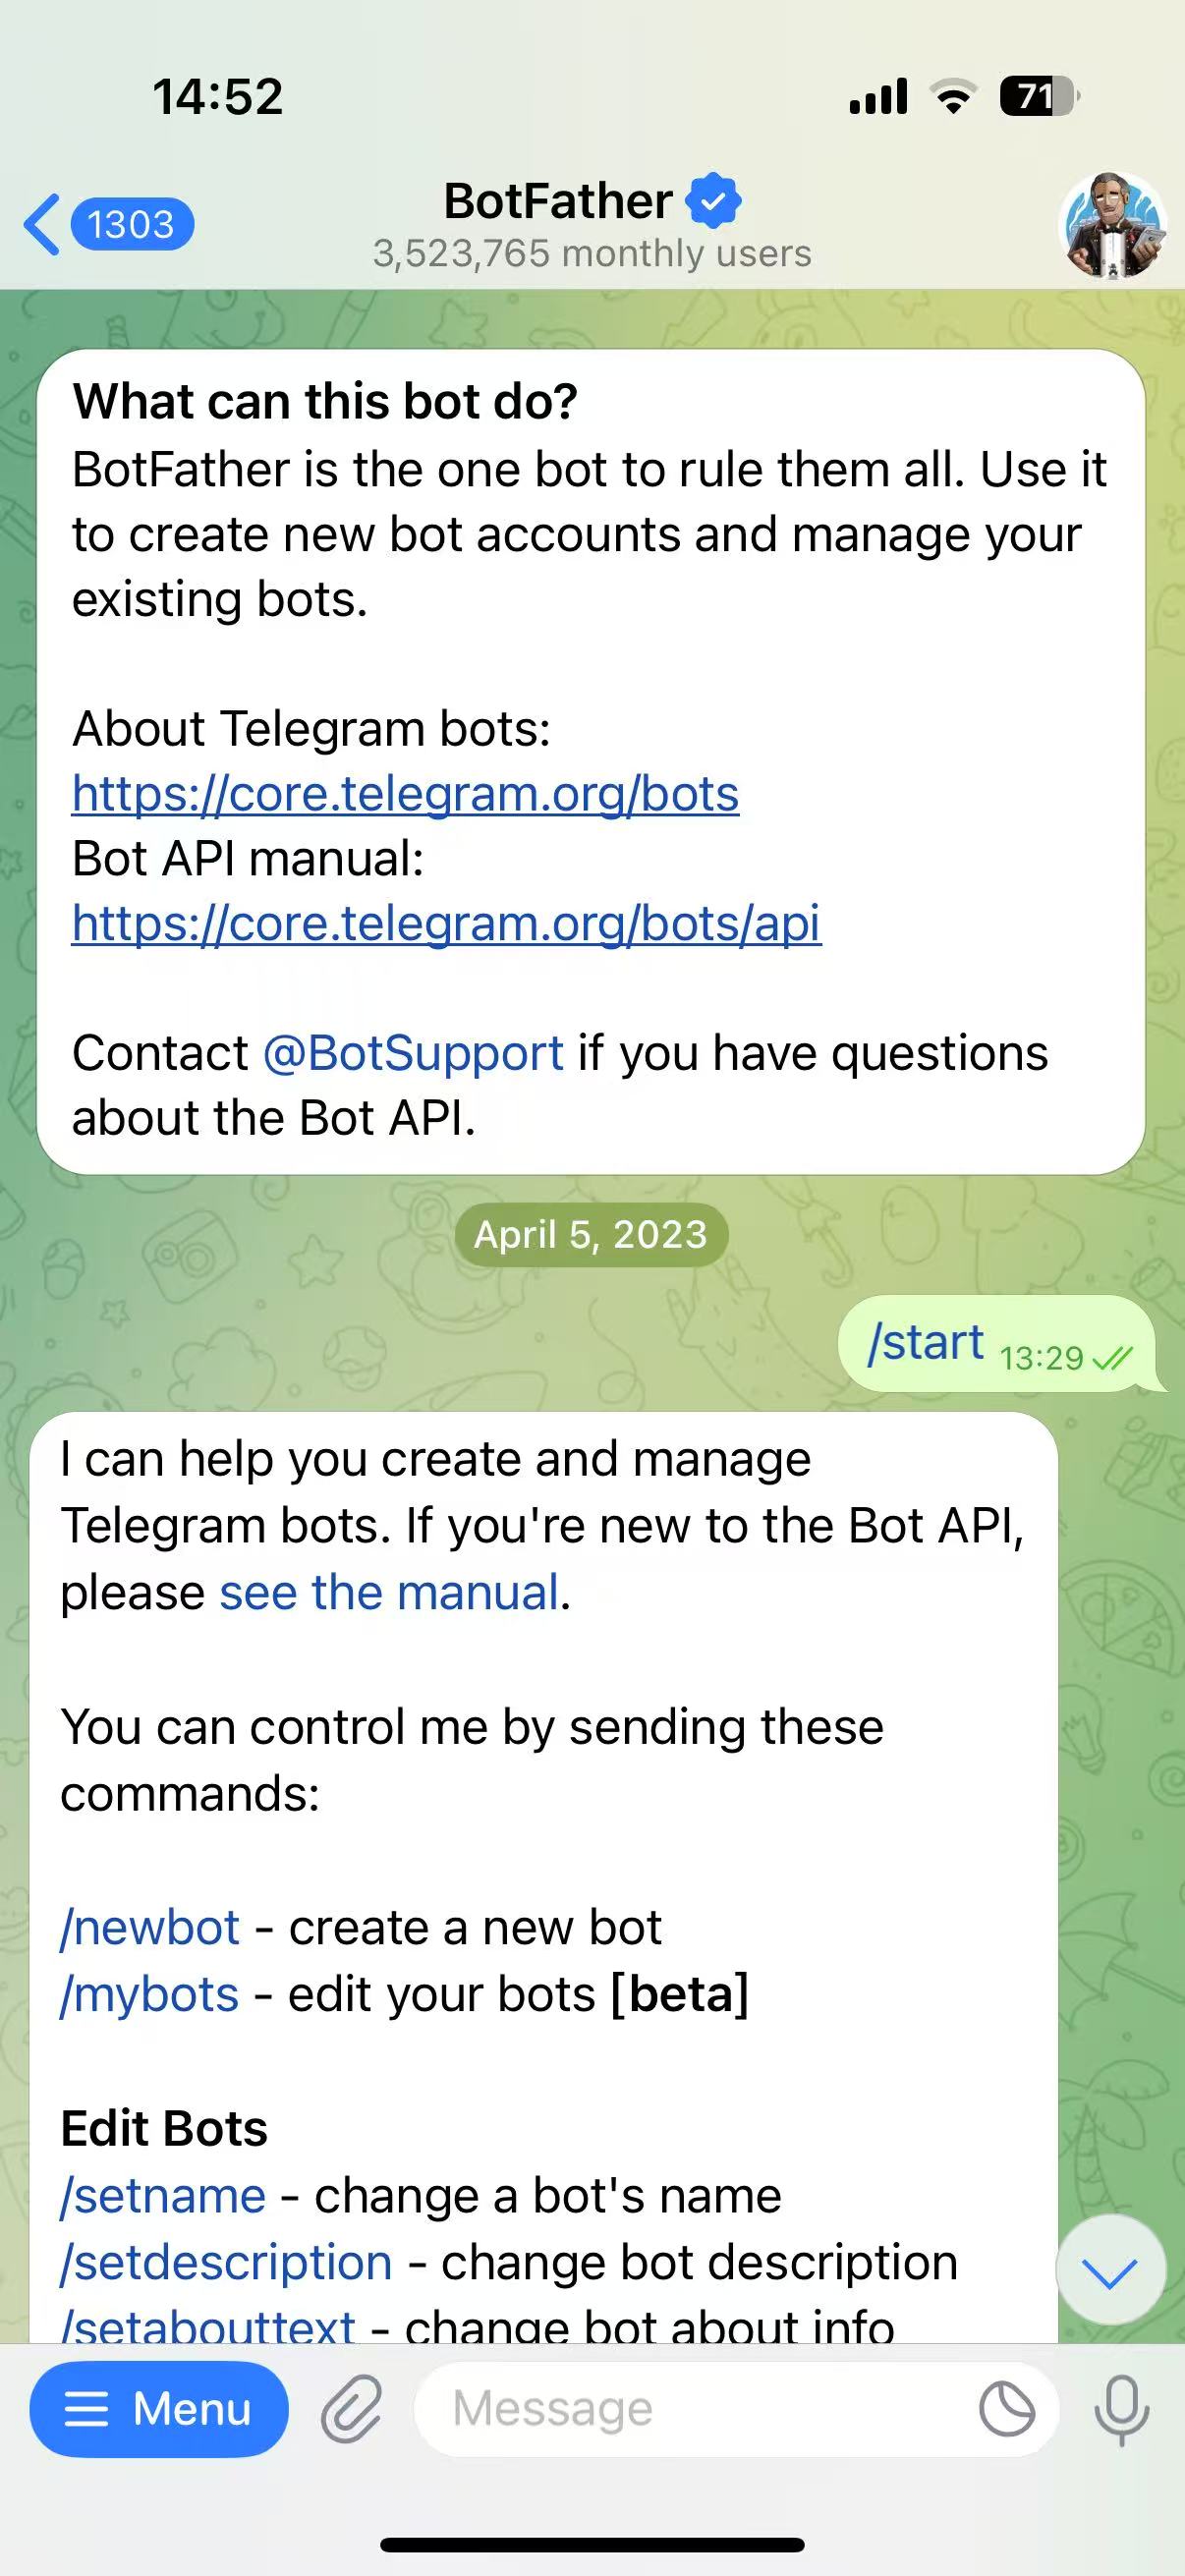 14:52
71
1303
BotFather
3,523,765 monthly users
What can this bot do?
BotFather is the one bot to rule them all. Use it
to create new bot accounts and manage your
existing bots.
About Telegram bots:
https://core.telegram.org/bots
Bot API manual:
https://core.telegram.org/bots/api
Contact @BotSupport if you have questions
about the Bot API.
April 5, 2023
/start 13:29
I can help you create and manage
Telegram bots. If you're new to the Bot API,
please see the manual.
You can control me by sending these
commands:
/newbot - create a new bot
/mybots - edit your bots [beta]
Edit Bots
/setname - change a bot's name
/setdescription - change bot description
/setabouttext - change bot about info
Menu
Message